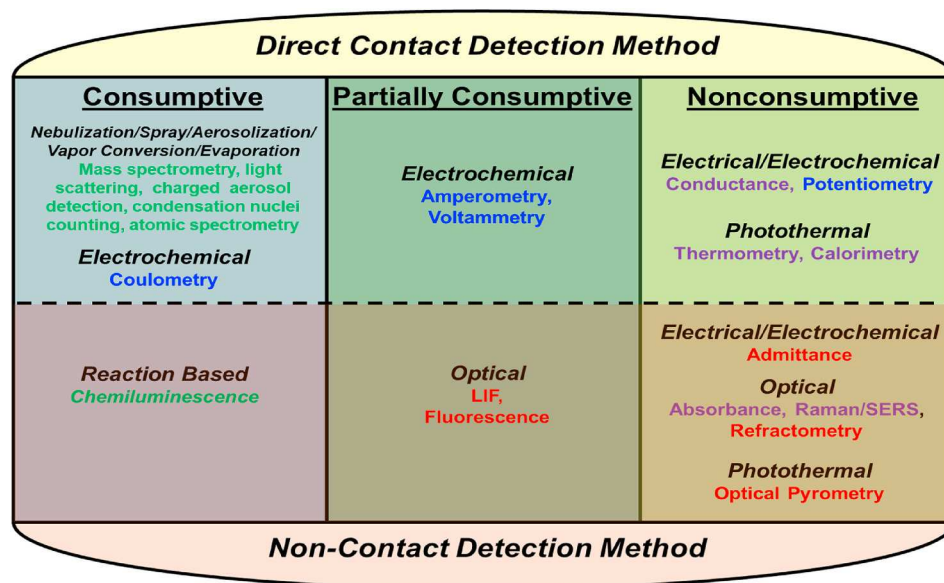 Direct Contact Detection Method
Consumptive
Nebulization/Spray/Aerosolization/
Vapor Conversion/Evaporation
Mass spectrometry, light
scattering, charged aerosol
detection, condensation nuclei
counting, atomic spectrometry
Electrochemical
Coulometry
Partially Consumptive
Electrochemical
Amperometry,
Voltammetry
Nonconsumptive
Electrical/Electrochemical
Conductance, Potentiometry
Photothermal
Thermometry, Calorimetry
Reaction Based
Chemiluminescence
Optical
LIF,
Fluorescence
Electrical/Electrochemical
Admittance
Optical
Absorbance, Raman/SERS,
Refractometry
Photothermal
Optical Pyrometry
Non-Contact Detection Method